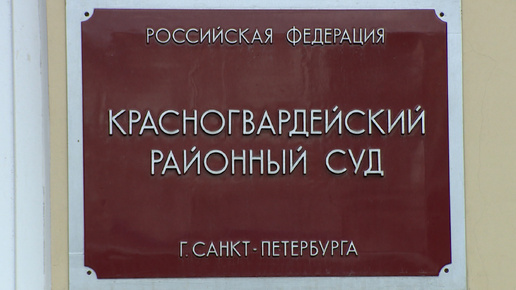 РОССИЙСКАЯ ФЕДЕРАЦИЯ
КРАСНОГВАРДЕЙСКИЙ
РАЙОННЫЙ СУД
Г. САНКТ-ПЕТЕРБУРГА